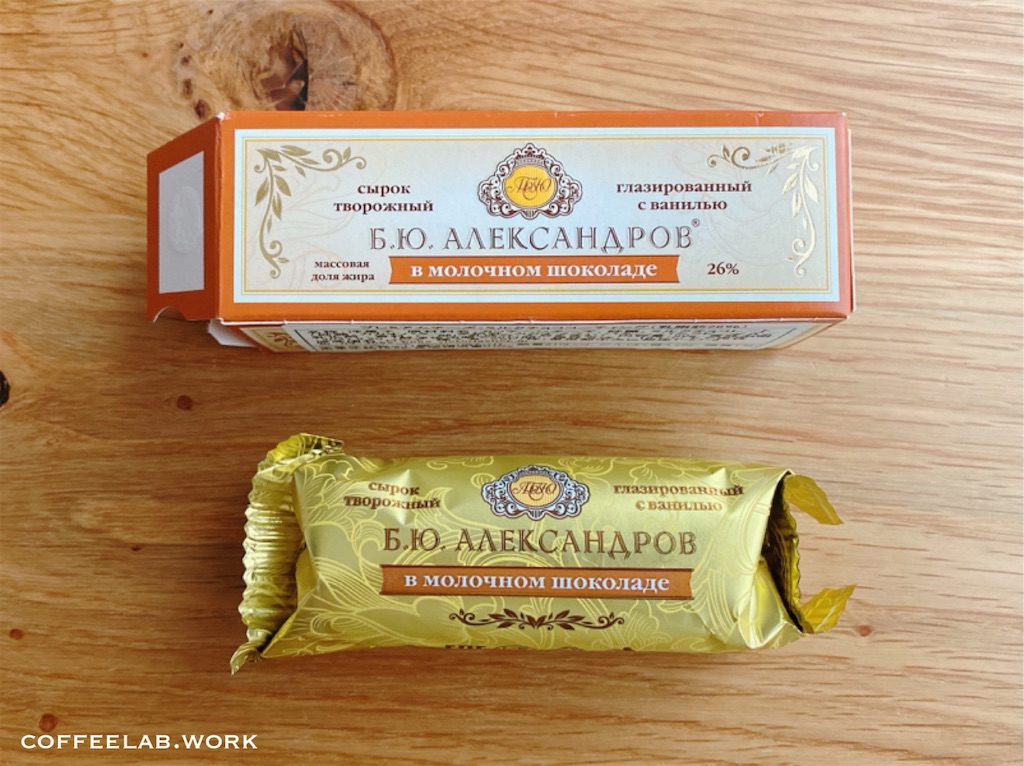 сырок
творожный
глазированный
с ванилью
Б.Ю. АЛЕКСАНДРОВ®
массовая
доля жира
в молочном шоколаде
26%
сырок
творожный
глазированный
с ванилью
Б.Ю. АЛЕКСАНДРОВ
в молочном шоколаде
COFFEELAB.WORK